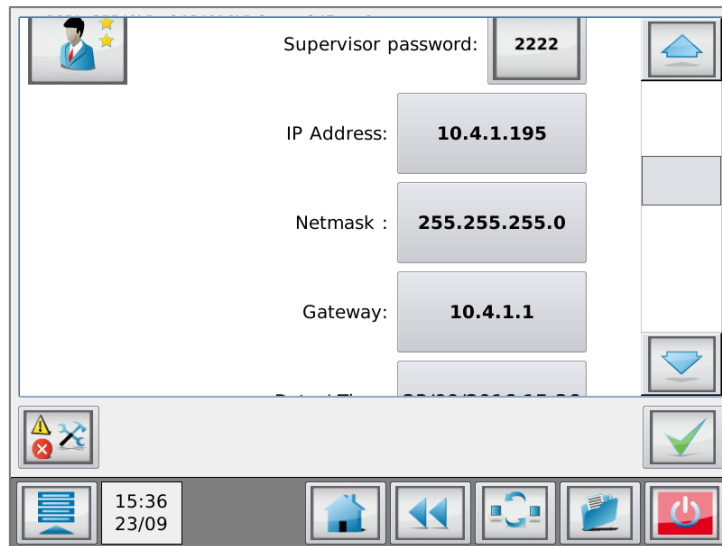 Supervisor password: 2222
IP Address: 10.4.1.195
Netmask : 255.255.255.0
Gateway: 10.4.1.1
15:36
23/09